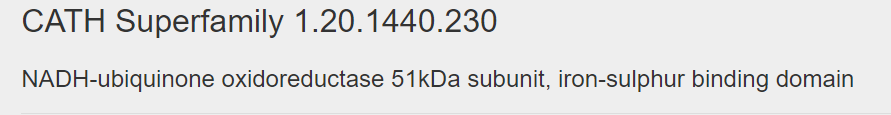 CATH Superfamily 1.20.1440.230
NADH-ubiquinone oxidoreductase 51kDa subunit, iron-sulphur binding domain